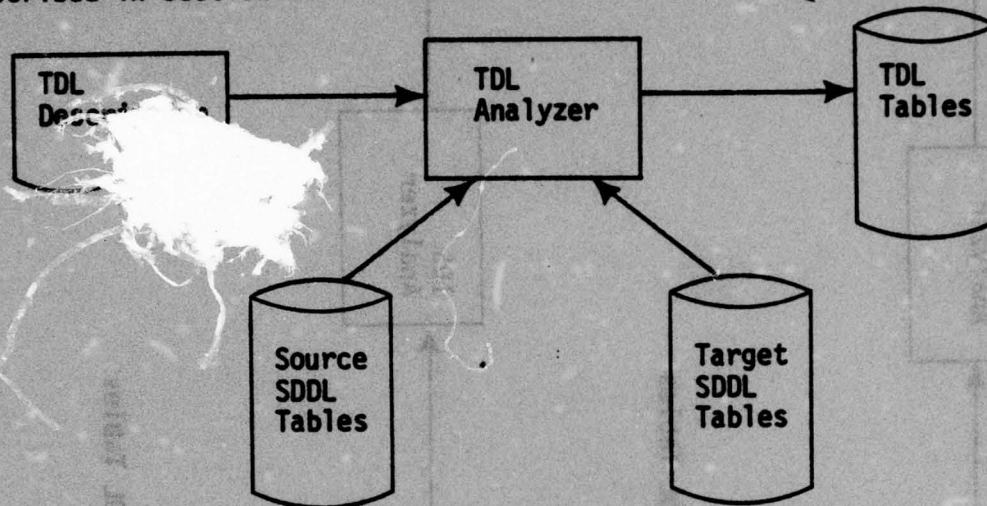 TDL
TDL
Analyzer
TDL
Tables
Source
SDDL
Tables
Target
SDDL
Tables